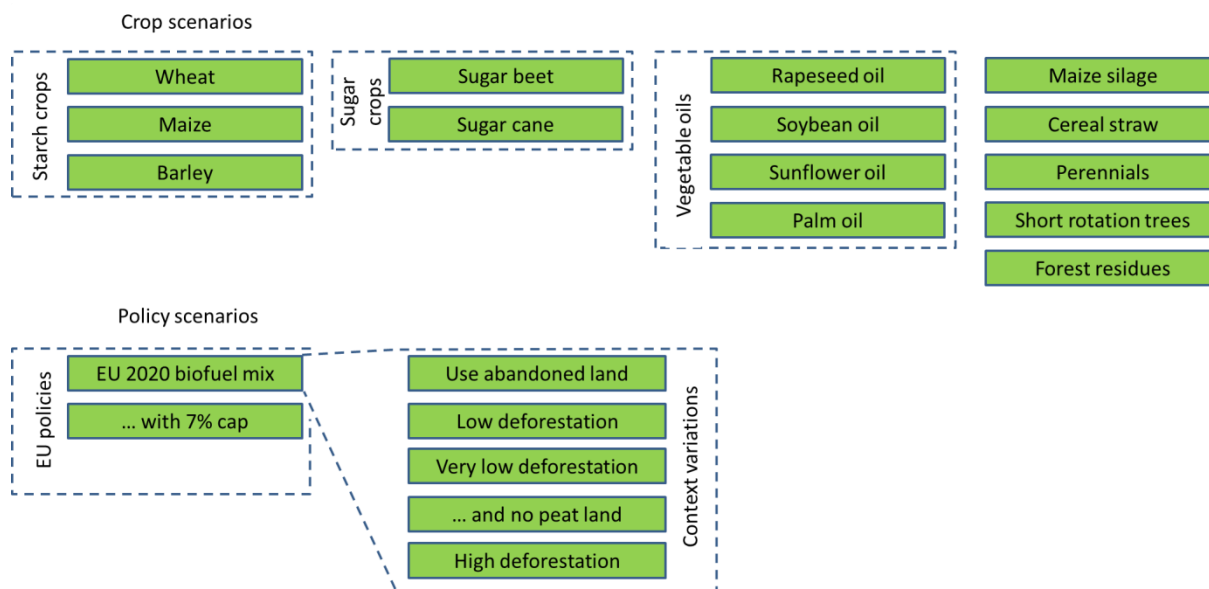 Crop scenarios
Starch crops
Wheat
Maize
Barley
Sugar
crops
Sugar beet
Sugar cane
Vegetable oils
Rapeseed oil
Soybean oil
Sunflower oil
Palm oil
Maize silage
Cereal straw
Perennials
Short rotation trees
Forest residues
Policy scenarios
EU policies
EU 2020 biofuel mix
... with 7% cap
Use abandoned land
Low deforestation
Very low deforestation
... and no peat land
High deforestation
Context variations